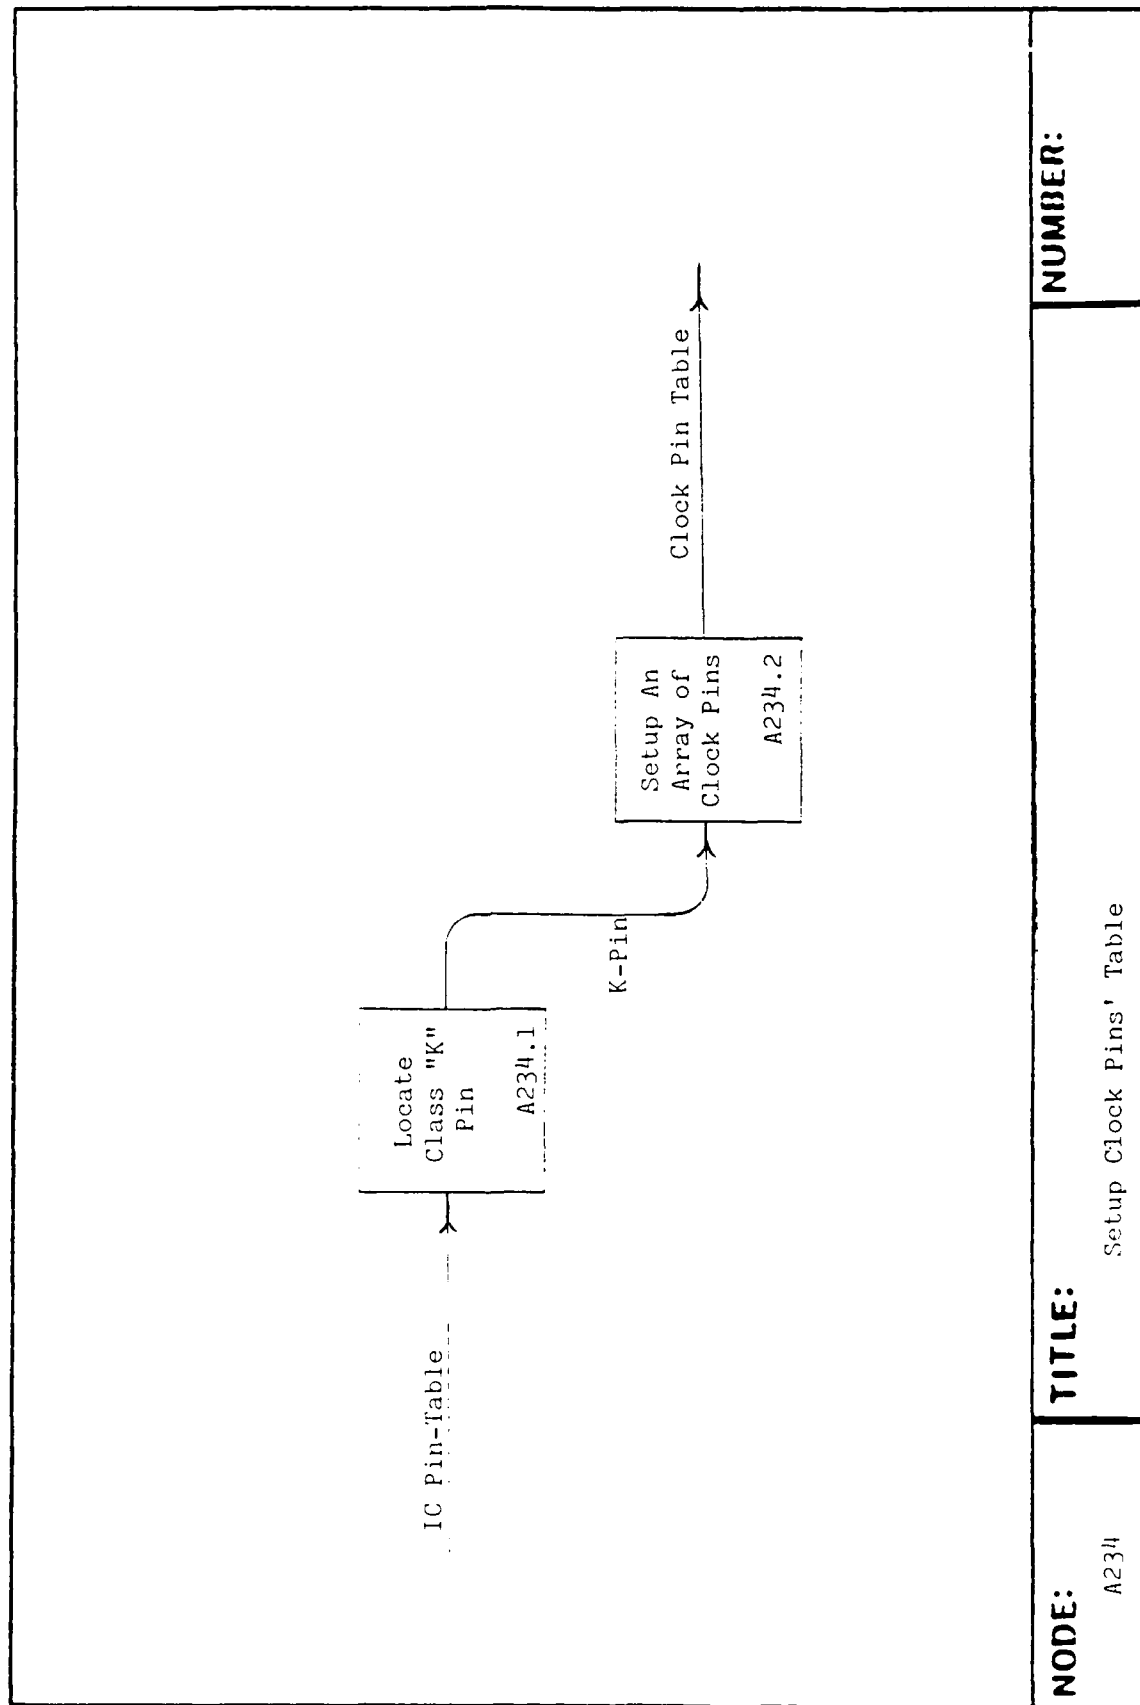 IC Pin-Table
Locate
Class "K"
Pin
A234.1
K-Pin
Setup An
Array of
Clock Pins
A234.2
Clock Pin Table
NODE:
A234
TITLE:
Setup Clock Pins' Table
NUMBER: